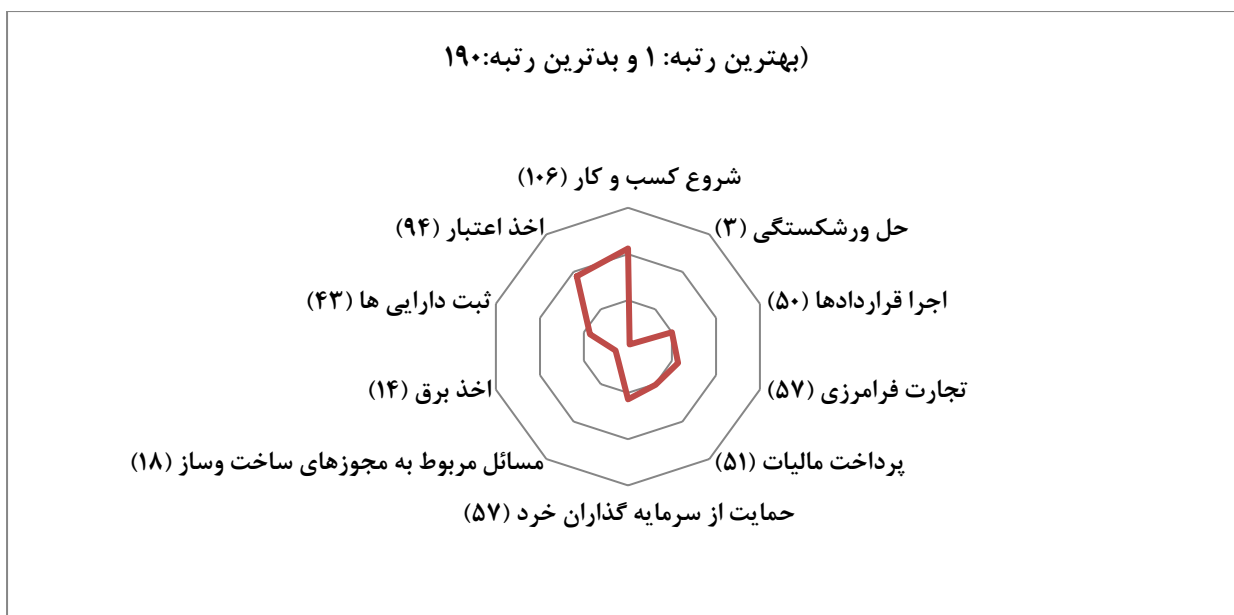 (بهترین رتبه: ۱ و بدترین رتبه:۱۹۰
شروع کسب و کار (۱۰۶)
حل ورشکستگی (۳)
اخذ اعتبار (۹۴)
اجرا قراردادها (۵۰)
ثبت دارایی ها (۴۳)
تجارت فرامرزی (۵۷)
اخذ برق (۱۴)
پرداخت مالیات (۵۱)
مسائل مربوط به مجوزهای ساخت وساز (۱۸)
حمایت از سرمایه گذاران خرد (۵۷)